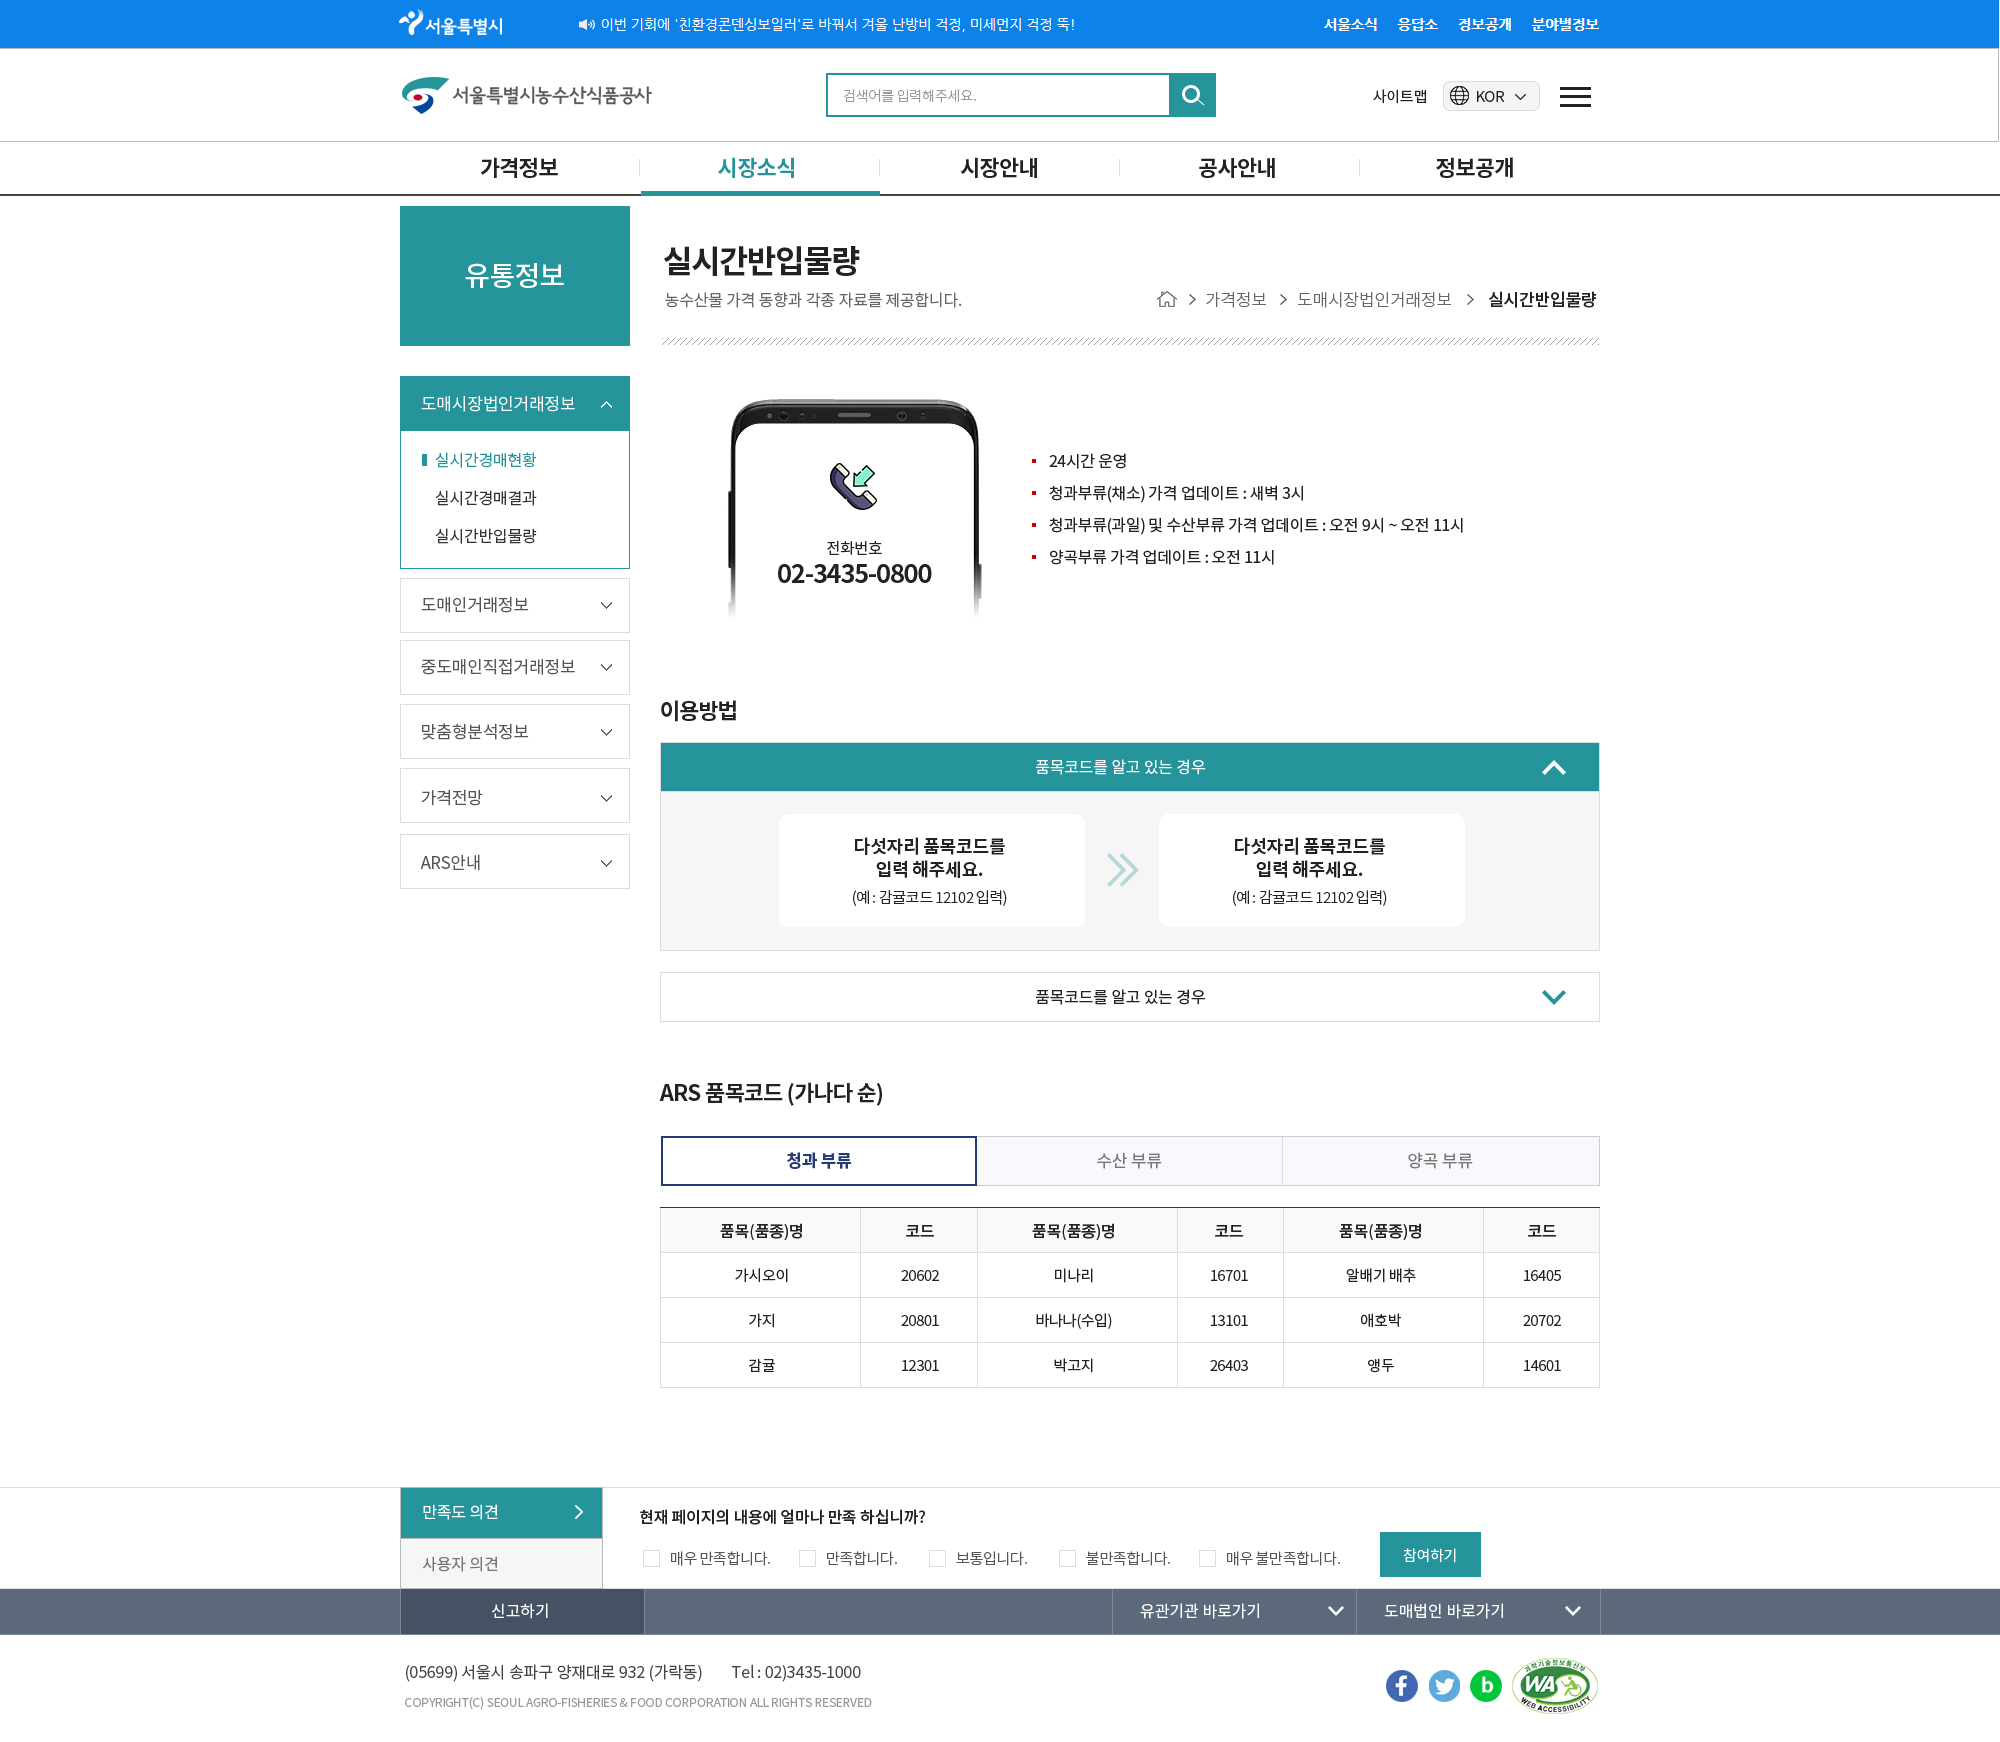 서울특별시
이번 기회에 '친환경콘덴싱보일러'로 바꿔서 겨울 난방비 걱정, 미세먼지 걱정 뚝!
서울소식 응답소 정보공개 분야별정보
서울특별시농수산식품공사
검색어를 입력해주세요.
사이트맵 KOR
가격정보 시장소식 시장안내 공사안내 정보공개
유통정보
실시간반입물량
농수산물 가격 동향과 각종 자료를 제공합니다.
가격정보 도매시장법인거래정보 실시간반입물량
도매시장법인거래정보
실시간경매현황
실시간경매결과
실시간반입물량
도매인거래정보
중도매인직접거래정보
맞춤형분석정보
가격전망
ARS안내
전화번호
02-3435-0800
24시간 운영
청과부류(채소) 가격 업데이트 : 새벽 3시
청과부류(과일) 및 수산부류 가격 업데이트 : 오전 9시 ~ 오전 11시
양곡부류 가격 업데이트 : 오전 11시
이용방법
품목코드를 알고 있는 경우
다섯자리 품목코드를
입력 해주세요.
(예 : 감귤코드 12102 입력)
다섯자리 품목코드를
입력 해주세요.
(예 : 감귤코드 12102 입력)
품목코드를 알고 있는 경우
ARS 품목코드 (가나다 순)
청과 부류 수산 부류 양곡 부류
품목(품종)명 코드 품목(품종)명 코드 품목(품종)명 코드
가시오이 20602 미나리 16701 알배기 배추 16405
가지 20801 바나나(수입) 13101 애호박 20702
감귤 12301 박고지 26403 앵두 14601
만족도 의견
사용자 의견
현재 페이지의 내용에 얼마나 만족 하십니까?
매우 만족합니다. 만족합니다. 보통입니다. 불만족합니다. 매우 불만족합니다.
참여하기
신고하기 유관기관 바로가기 도매법인 바로가기
(05699) 서울시 송파구 양재대로 932 (가락동) Tel : 02)3435-1000
COPYRIGHT(C) SEOUL AGRO-FISHERIES & FOOD CORPORATION ALL RIGHTS RESERVED
과학기술정보통신부
WA
WEB ACCESSIBILITY